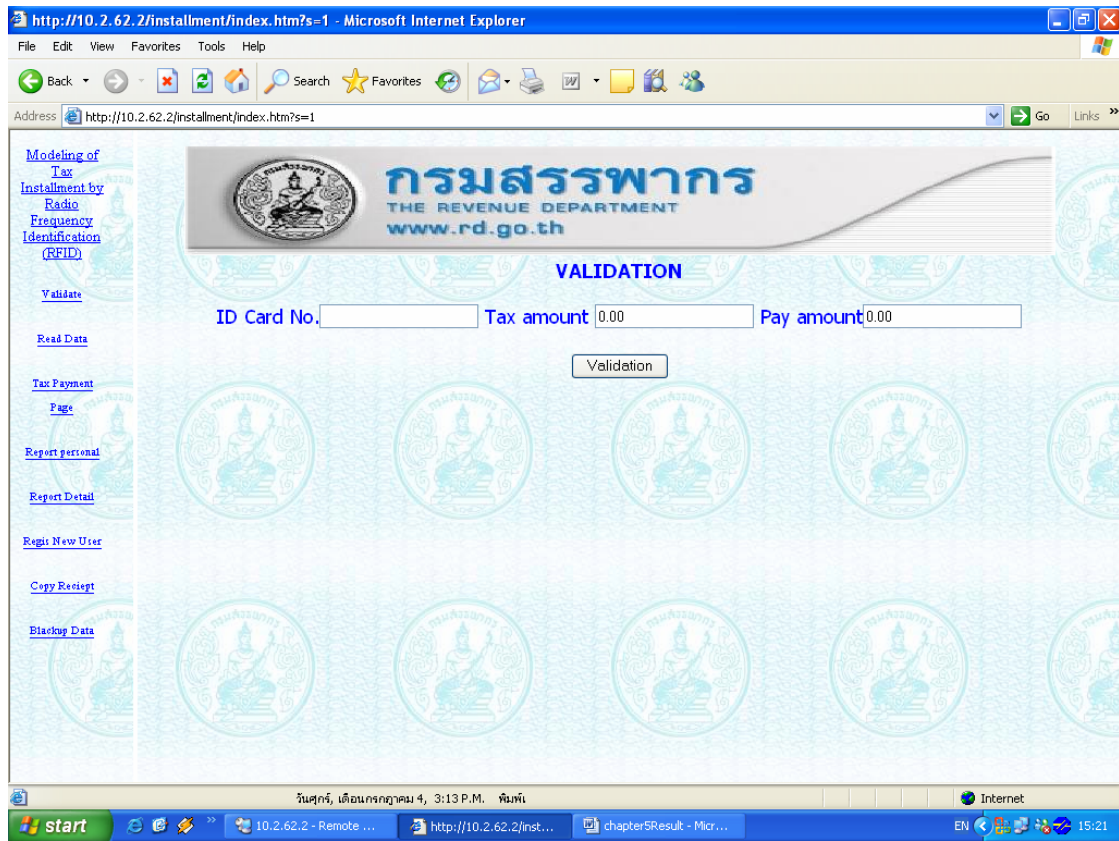 http://10.2.62.2/installment/index.htm?s=1 - Microsoft Internet Explorer
File Edit View Favorites Tools Help
Back Search Favorites
Address http://10.2.62.2/installment/index.htm?s=1 Go Links »
Modeling of
Tax
Installment by
Radio
Frequency
Identification
(RFID)
Validate
Read Data
Tax Payment
Page
Report personal
Report Detail
Regis New User
Copy Reciept
Blackup Data
กรมสรรพากร
THE REVENUE DEPARTMENT
www.rd.go.th
VALIDATION
ID Card No. Tax amount 0.00 Pay amount 0.00
Validation
วันศุกร์, เดือนกรกฎาคม 4, 3:13 P.M. พิมพ์เ
Internet
start » 10.2.62.2 - Remote ... http://10.2.62.2/inst... chapter5Result - Micr... EN 15:21